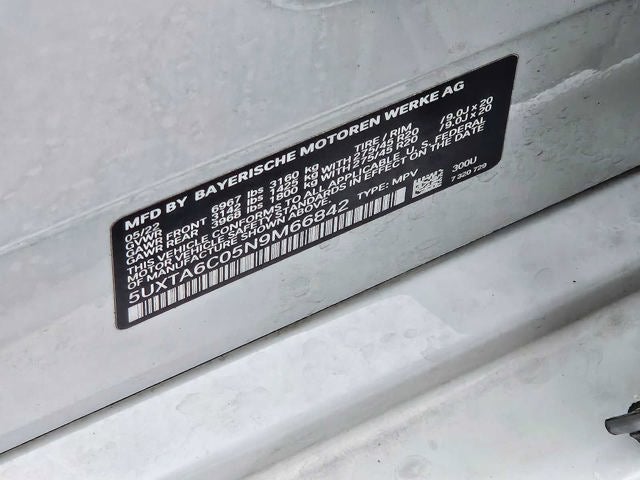 MFD BY BAYERISCHE MOTOREN WERKE AG
05/22 TIRE / RIM
GVWR 6967 lbs 3160 kg
GAWR FRONT 3142 lbs 1425 kg WITH 275/45 R20 /9.0J x 20
GAWR REAR 3968 lbs 1800 kg WITH 275/45 R20 /9.0J x 20
THIS VEHICLE CONFORMS TO ALL APPLICABLE U. S. FEDERAL
MOTOR VEHICLE SAFETY STANDARDS IN EFFECT ON THE DATE
OF MANUFACTURE SHOWN ABOVE.
5UXTA6C05N9M66842 TYPE: MPV 300U
7 320 729